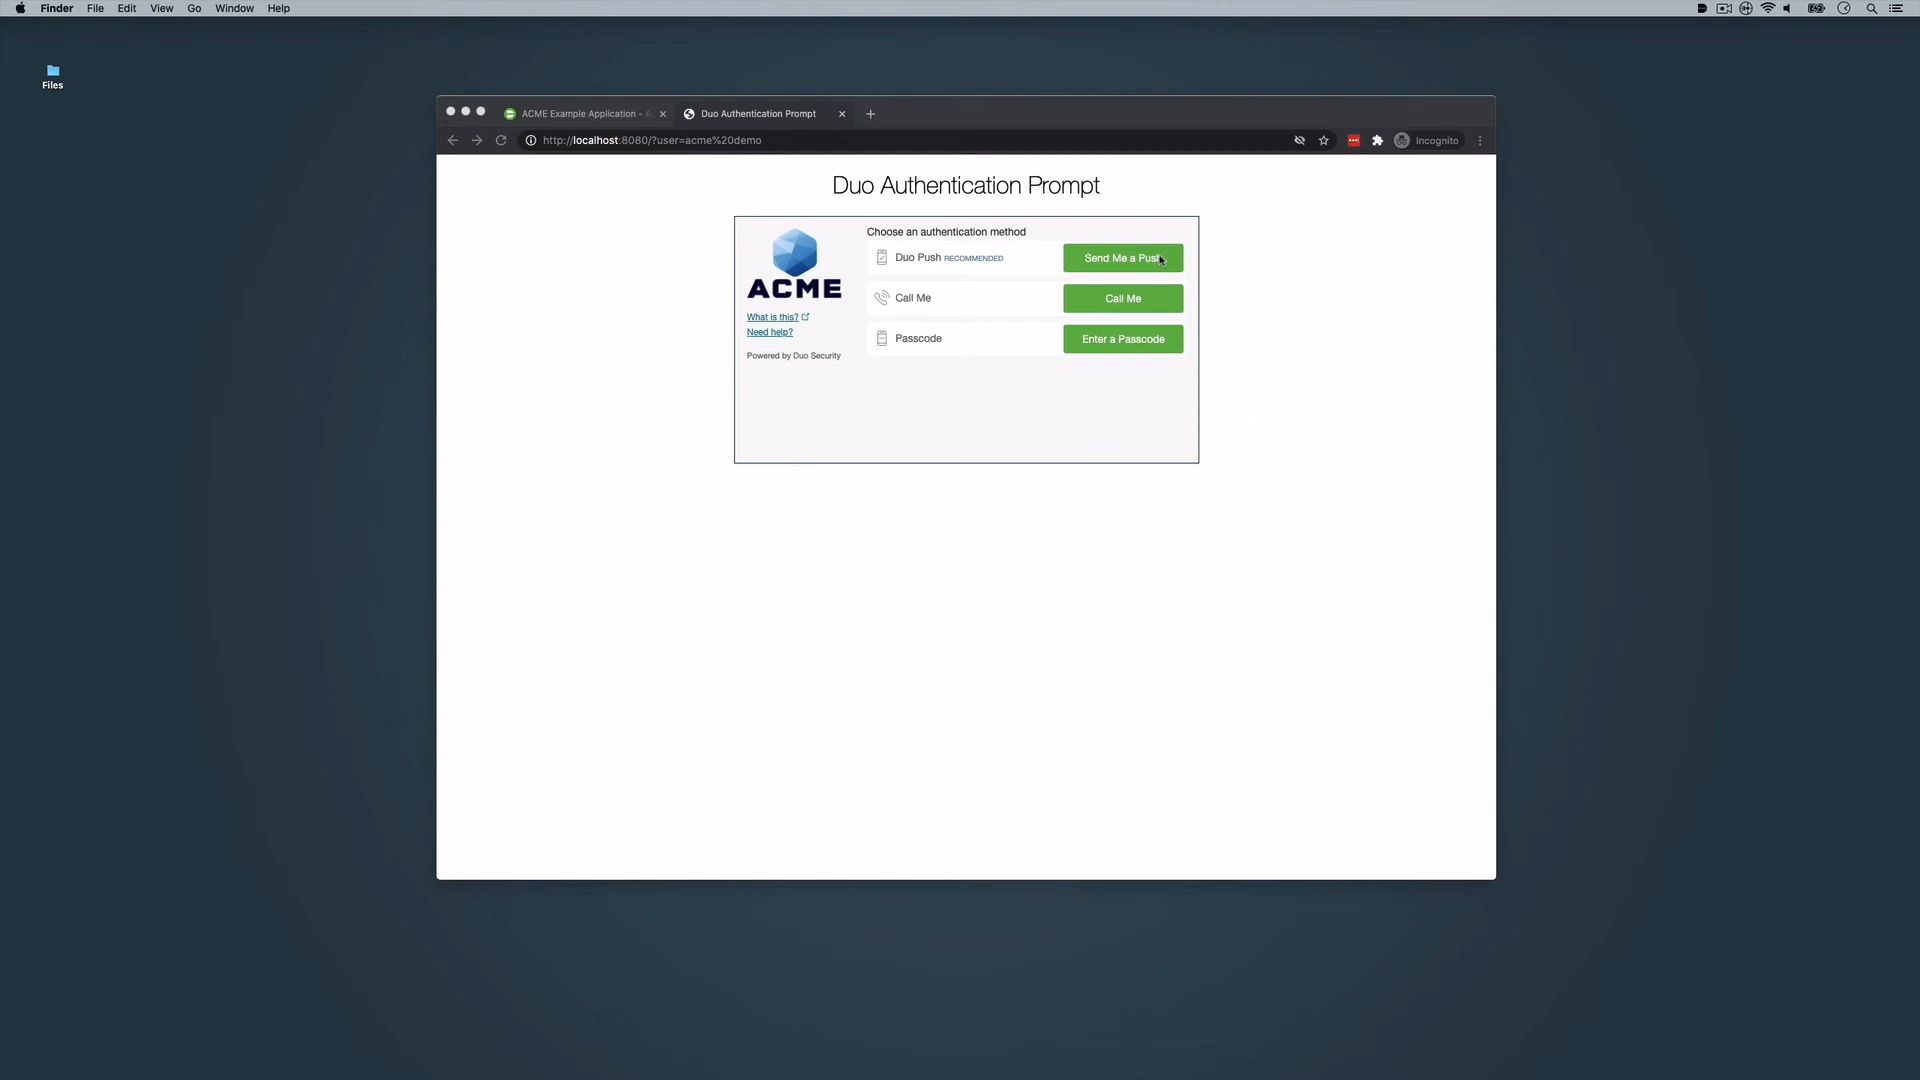 Finder File Edit View Go Window Help
Files
ACME Example Application - A
Duo Authentication Prompt
http://localhost:8080/?user=acme%20demo
Incognito
Duo Authentication Prompt
ACME
What is this?
Need help?
Powered by Duo Security
Choose an authentication method
Duo Push RECOMMENDED
Send Me a Push
Call Me
Call Me
Passcode
Enter a Passcode